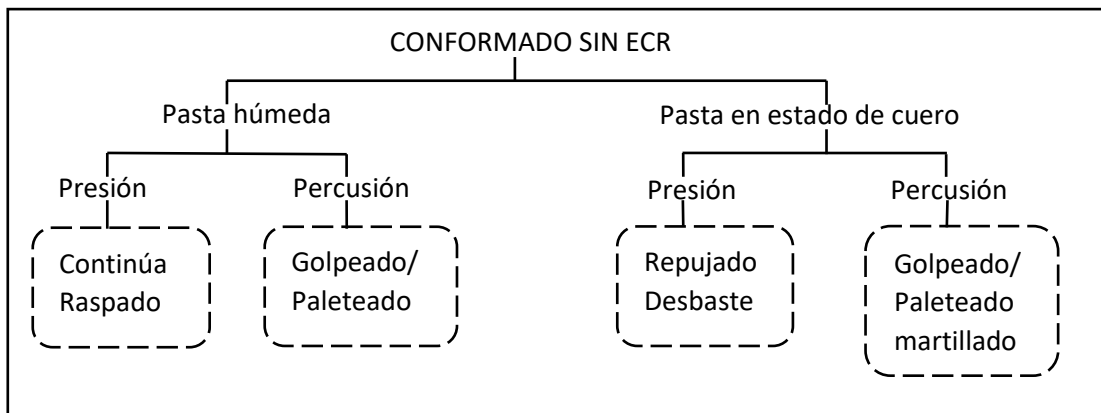 CONFORMADO SIN ECR
Pasta húmeda
Pasta en estado de cuero
Presión
Percusión
Presión
Percusión
Continúa
Raspado
Golpeado/
Paleteado
Repujado
Desbaste
Golpeado/
Paleteado
martillado